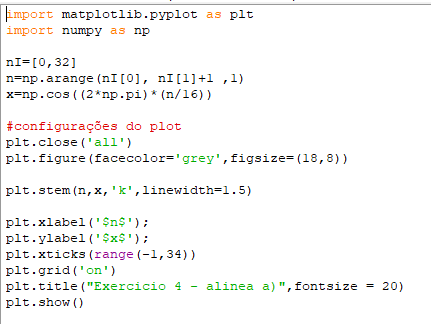 import matplotlib.pyplot as plt
import numpy as np
nI=[0,32]
n=np.arange(nI[0], nI[1]+1 ,1)
x=np.cos((2*np.pi)*(n/16))
#configurações do plot
plt.close('all')
plt.figure(facecolor='grey',figsize=(18,8))
plt.stem(n,x,'k',linewidth=1.5)
plt.xlabel('$n$');
plt.ylabel('$x$');
plt.xticks(range(-1,34))
plt.grid('on')
plt.title("Exercicio 4 - alinea a)",fontsize = 20)
plt.show()